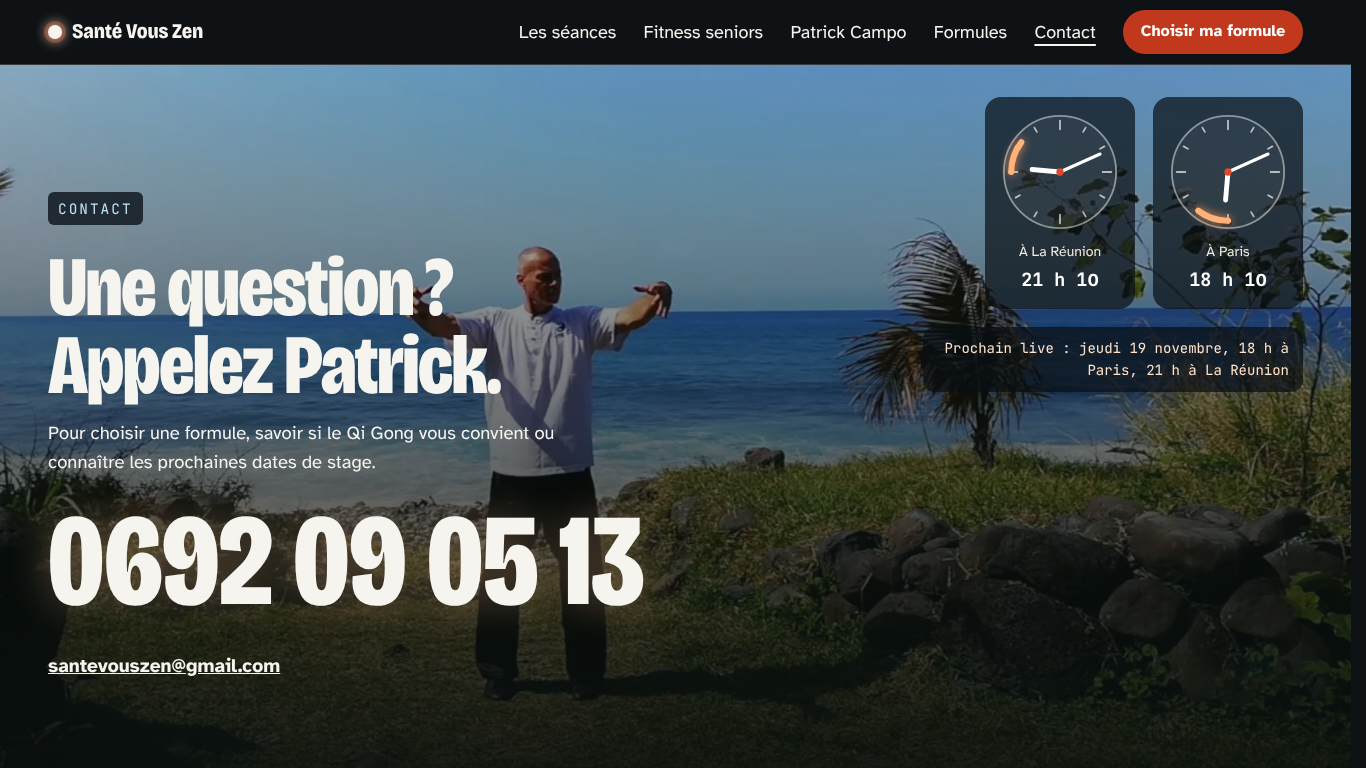 Santé Vous Zen
Les séances
Fitness seniors
Patrick Campo
Formules
Contact
Choisir ma formule
CONTACT
Une question ?
Appelez Patrick.
Pour choisir une formule, savoir si le Qi Gong vous convient ou
connaître les prochaines dates de stage.
0692 09 05 13
santevouszen@gmail.com
À La Réunion
21 h 10
À Paris
18 h 10
Prochain live : jeudi 19 novembre, 18 h à
Paris, 21 h à La Réunion